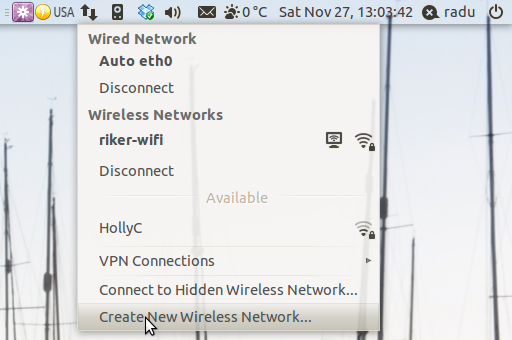 USA 0 °C Sat Nov 27, 13:03:42 radu
Wired Network
Auto eth0
Disconnect
Wireless Networks
riker-wifi
Disconnect
Available
HollyC
VPN Connections
Connect to Hidden Wireless Network...
Create New Wireless Network...